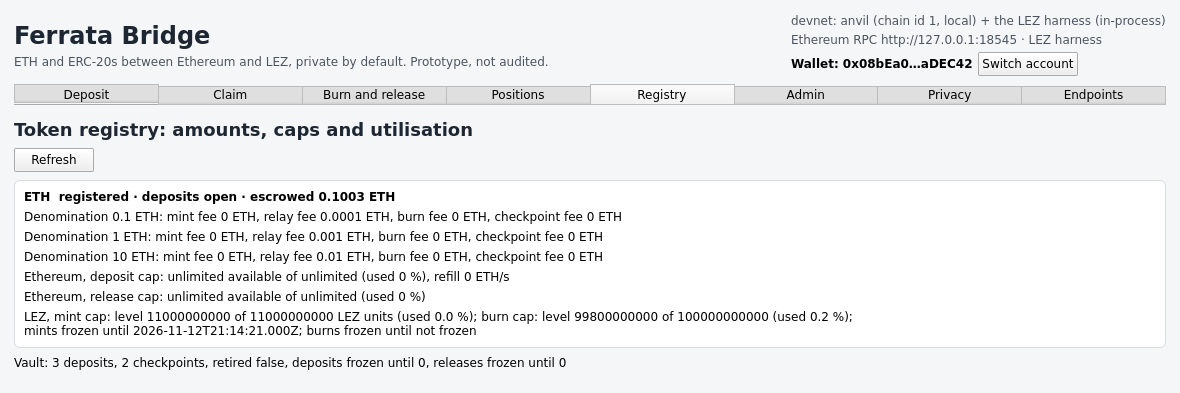 Ferrata Bridge
ETH and ERC-20s between Ethereum and LEZ, private by default. Prototype, not audited.
devnet: anvil (chain id 1, local) + the LEZ harness (in-process)
Ethereum RPC http://127.0.0.1:18545 · LEZ harness
Wallet: 0x08bEa0…aDEC42 Switch account
Deposit Claim Burn and release Positions Registry Admin Privacy Endpoints
Token registry: amounts, caps and utilisation
Refresh
ETH registered · deposits open · escrowed 0.1003 ETH
Denomination 0.1 ETH: mint fee 0 ETH, relay fee 0.0001 ETH, burn fee 0 ETH, checkpoint fee 0 ETH
Denomination 1 ETH: mint fee 0 ETH, relay fee 0.001 ETH, burn fee 0 ETH, checkpoint fee 0 ETH
Denomination 10 ETH: mint fee 0 ETH, relay fee 0.01 ETH, burn fee 0 ETH, checkpoint fee 0 ETH
Ethereum, deposit cap: unlimited available of unlimited (used 0 %), refill 0 ETH/s
Ethereum, release cap: unlimited available of unlimited (used 0 %)
LEZ, mint cap: level 11000000000 of 11000000000 LEZ units (used 0.0 %); burn cap: level 99800000000 of 100000000000 (used 0.2 %);
mints frozen until 2026-11-12T21:14:21.000Z; burns frozen until not frozen
Vault: 3 deposits, 2 checkpoints, retired false, deposits frozen until 0, releases frozen until 0